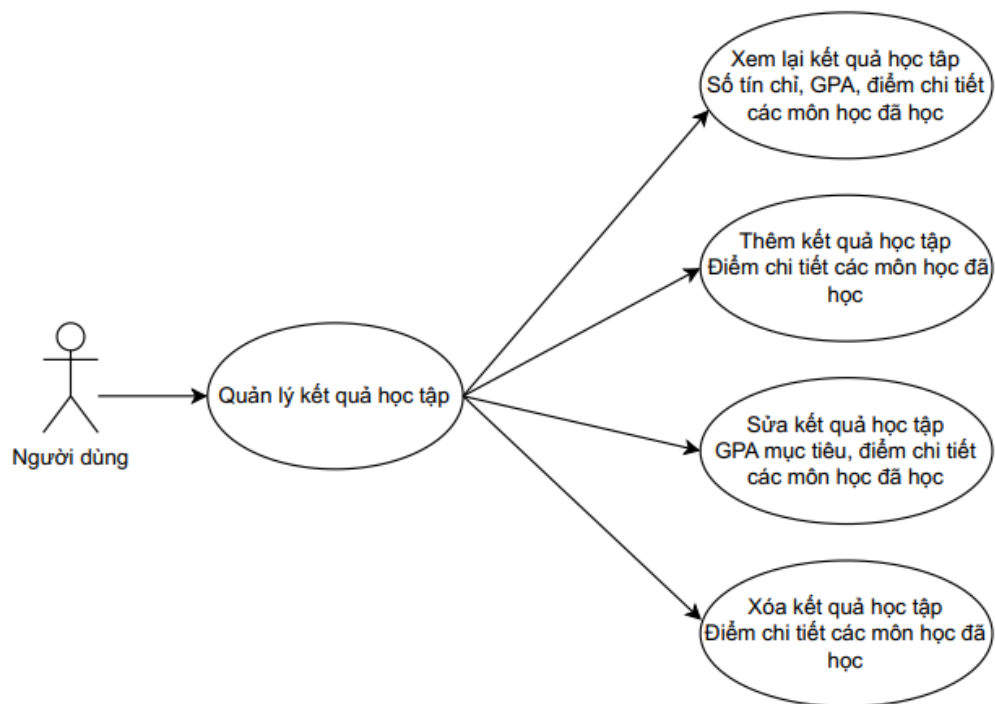 Xem lại kết quả học tâp
Số tín chỉ, GPA, điểm chi tiết
các môn học đã học
Thêm kết quả học tập
Điểm chi tiết các môn học đã
học
Quản lý kết quả học tập
Người dùng
Sửa kết quả học tập
GPA mục tiêu, điểm chi tiết
các môn học đã học
Xóa kết quả học tập
Điểm chi tiết các môn học đã
học